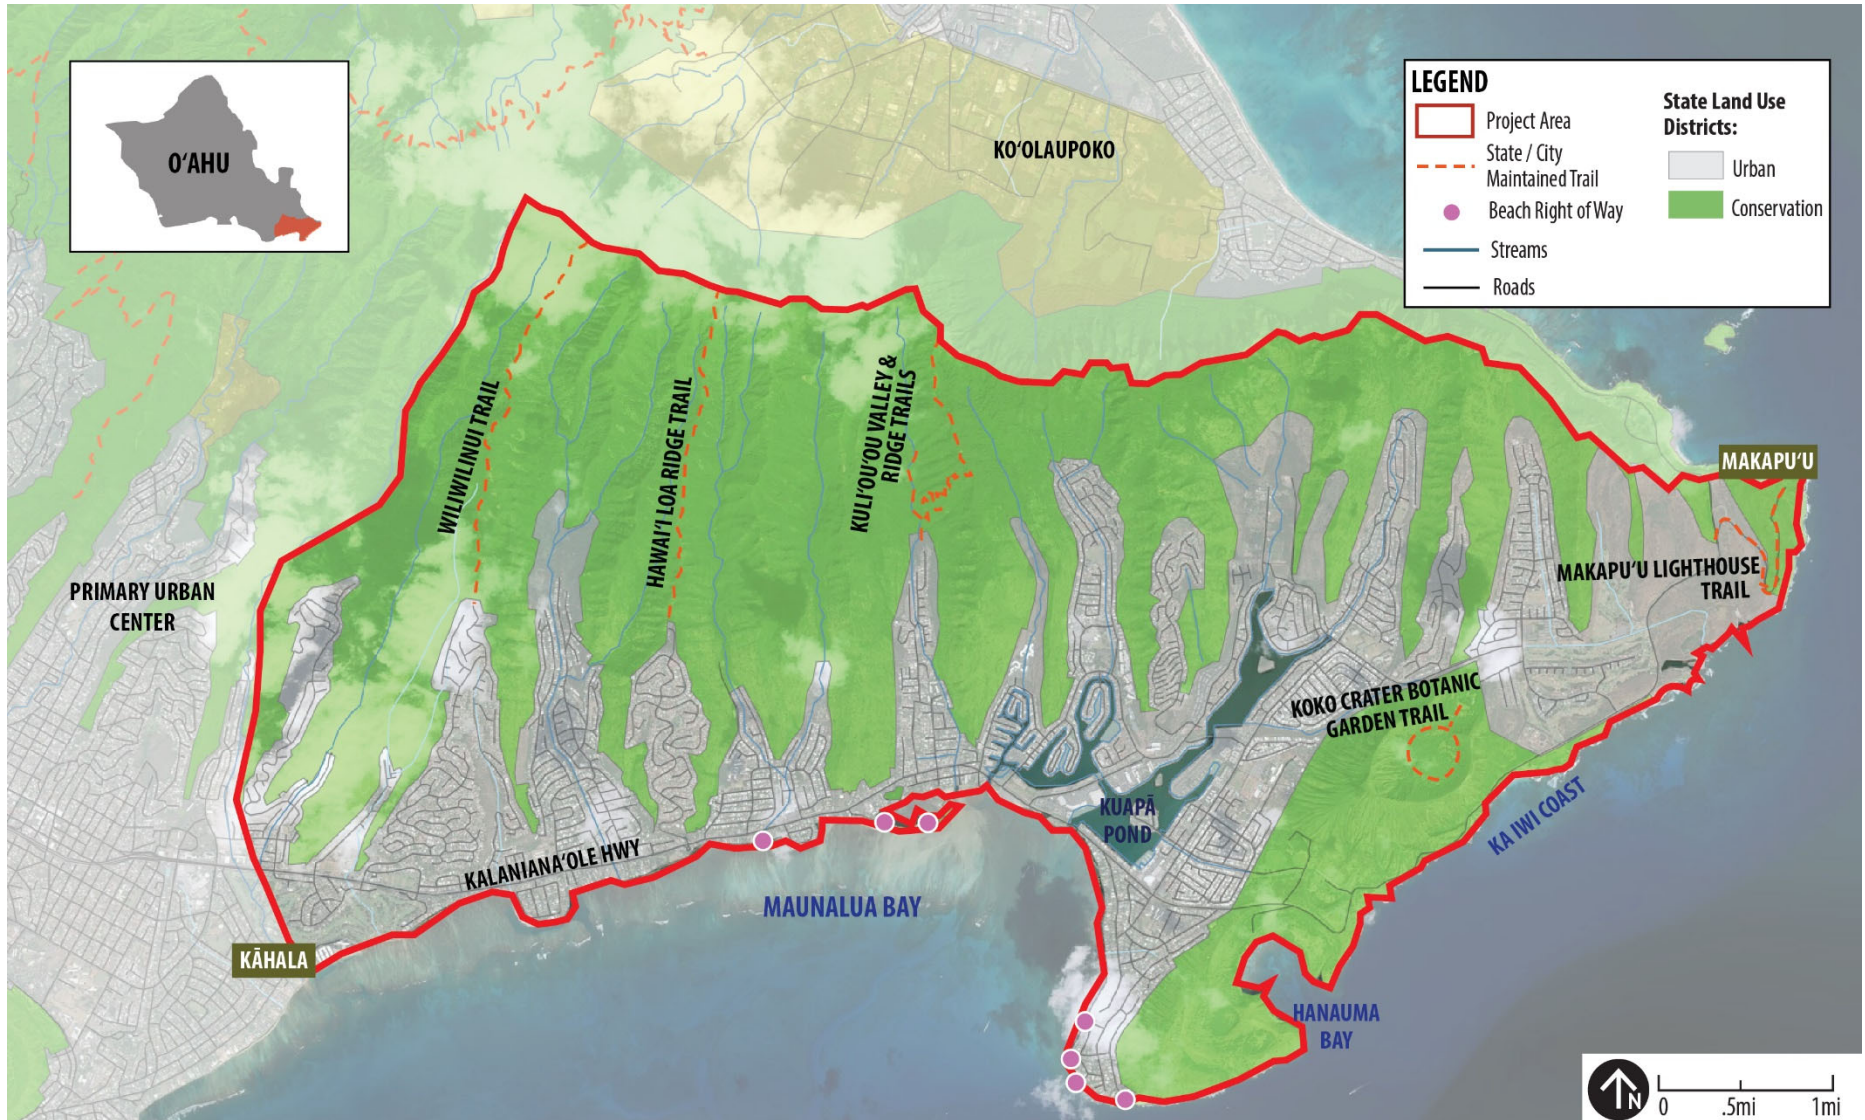 O‘AHU
KO‘OLAUPOKO
LEGEND
Project Area
State / City
Maintained Trail
Beach Right of Way
Streams
Roads
State Land Use
Districts:
Urban
Conservation
WILIWILINUI TRAIL
HAWAI‘I LOA RIDGE TRAIL
KULI‘OU‘OU VALLEY &
RIDGE TRAILS
MAKAPU‘U
MAKAPU‘U LIGHTHOUSE
TRAIL
PRIMARY URBAN
CENTER
KOKO CRATER BOTANIC
GARDEN TRAIL
KUAPĀ
POND
KA IWI COAST
KALANIANA‘OLE HWY
MAUNALUA BAY
KĀHALA
HANAUMA
BAY
N
0 .5mi 1mi